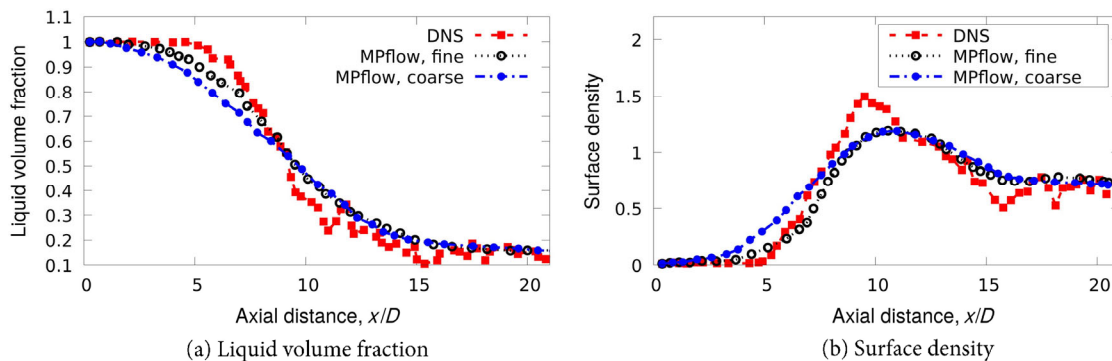 1.1
1
0.9
0.8
0.7
0.6
0.5
0.4
0.3
0.2
0.1
Liquid volume fraction
DNS
MPflow, fine
MPflow, coarse
0 5 10 15 20
Axial distance, x/D
(a) Liquid volume fraction
2
1.5
1
0.5
0
Surface density
DNS
MPflow, fine
MPflow, coarse
0 5 10 15 20
Axial distance, x/D
(b) Surface density